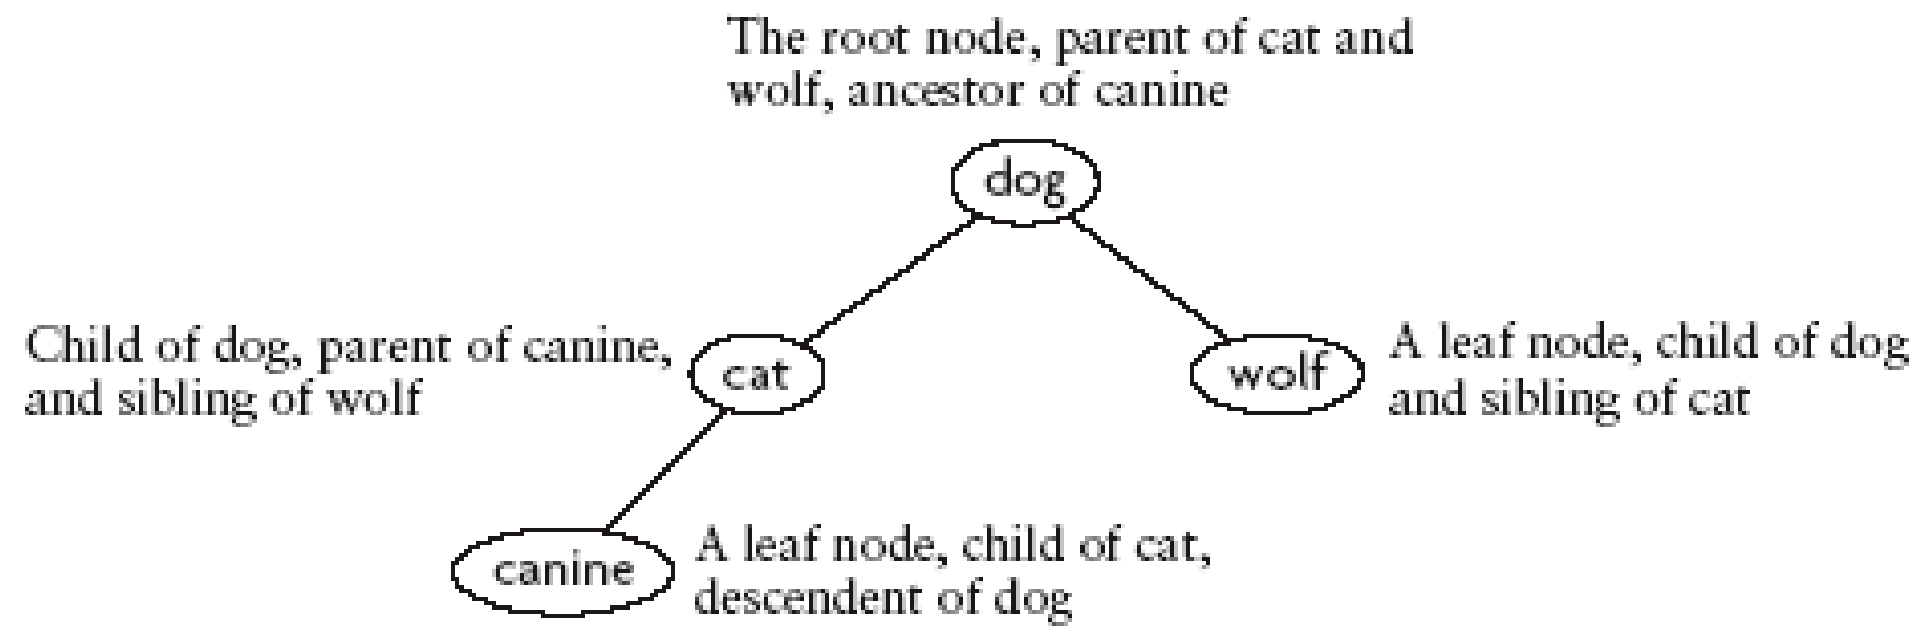 The root node, parent of cat and
wolf, ancestor of canine
dog
Child of dog, parent of canine,
and sibling of wolf
cat
wolf
A leaf node, child of dog
and sibling of cat
canine
A leaf node, child of cat,
descendent of dog